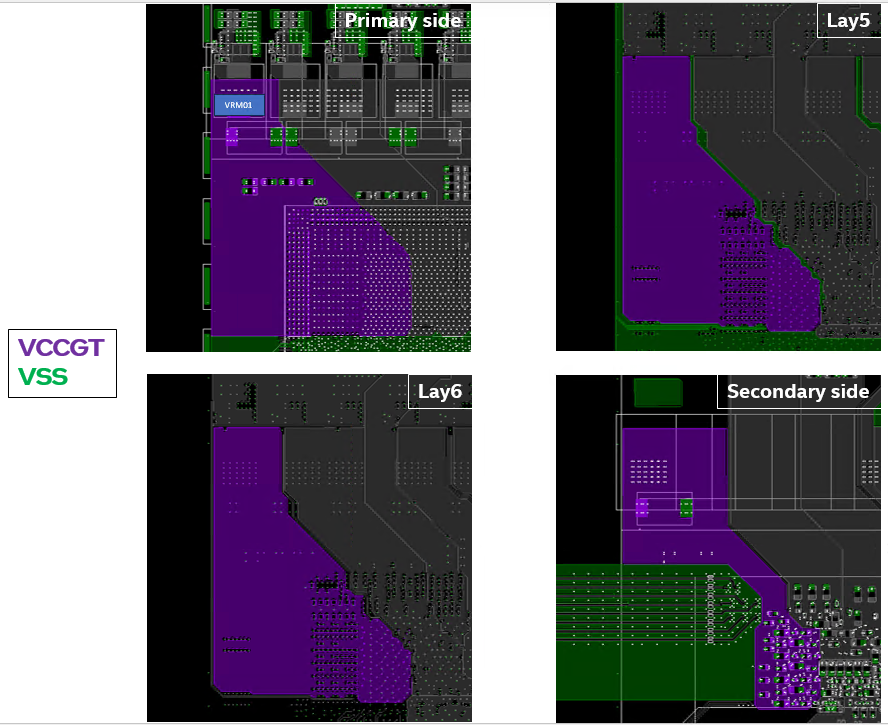 Primary side
Lay5
VRM01
VCCGT
VSS
Lay6
Secondary side